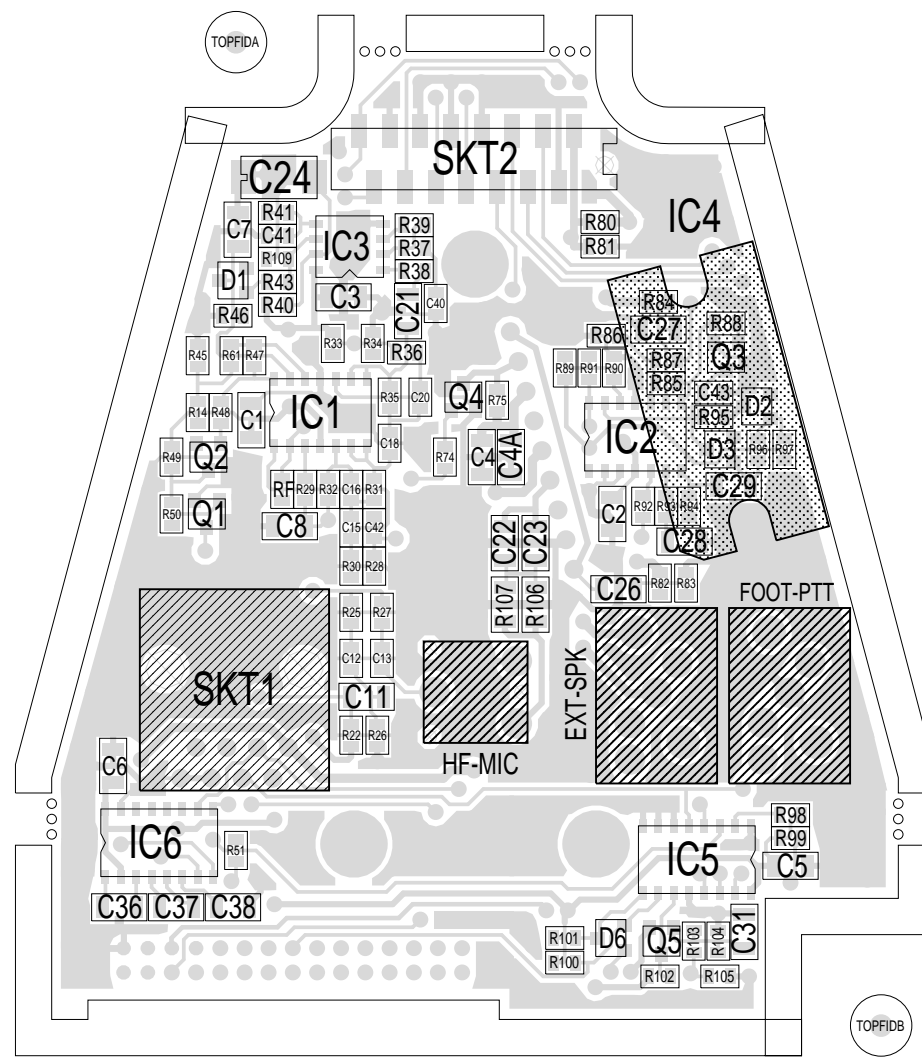 TOPFIDA
SKT2
C24
R41
C7
C41
IC3
R39
R37
R38
R109
R43
R40
D1
R46
C3
C21
C40
R80
R81
IC4
R84
C27
R88
R86
R87
R85
Q3
R89
R91
R90
C43
R95
D2
R45
R61
R47
R33
R34
R36
R14
R48
C1
IC1
R35
C20
Q4
R75
C18
R74
C4
C4A
IC2
D3
R96
R97
C29
R49
Q2
R50
Q1
RF
R29
R32
C16
R31
C8
C15
C42
R30
R28
C22
C23
C2
R92
R93
R94
C28
R107
R106
C26
R82
R83
FOOT-PTT
R25
R27
C12
C13
SKT1
C11
R22
R26
HF-MIC
EXT-SPK
C6
IC6
R51
IC5
R98
R99
C5
C36
C37
C38
R101
R100
D6
Q5
R103
R104
C31
R102
R105
TOPFIDB